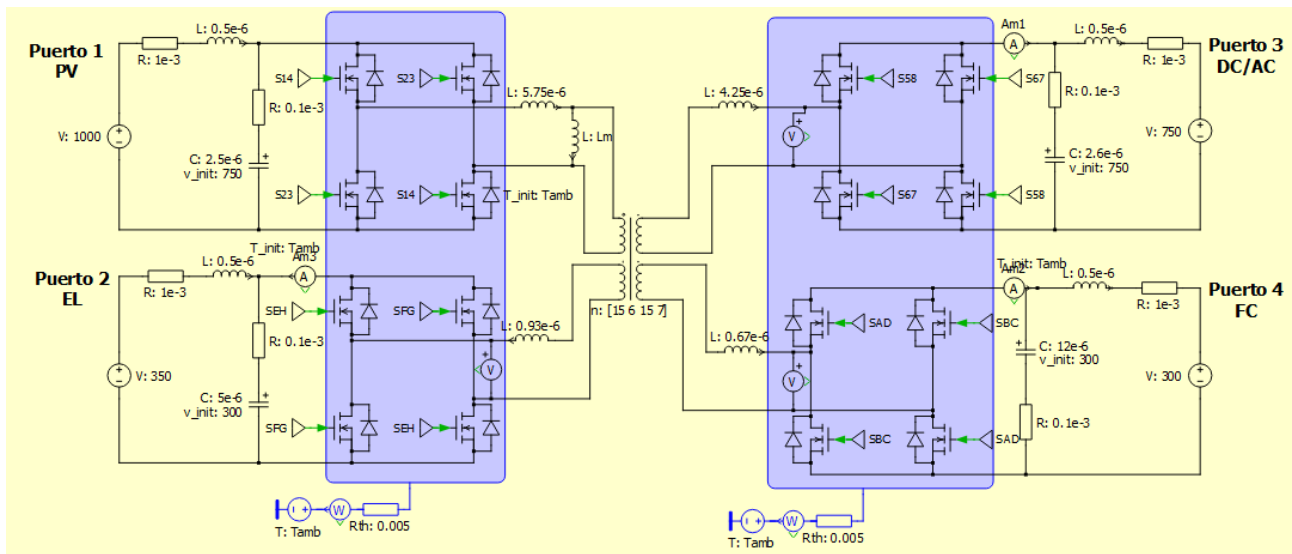 Puerto 1
PV
R: 1e-3
L: 0.5e-6
R: 0.1e-3
C: 2.5e-6
v_init: 750
V: 1000
S14
S23
S23
S14
L: 5.75e-6
L: Lm
T_init: Tamb
Puerto 2
EL
R: 1e-3
L: 0.5e-6
T_init: Tamb
Am3
A
R: 0.1e-3
C: 5e-6
v_init: 300
V: 350
SEH
SFG
SFG
SEH
V
L: 0.93e-6
n: [15 6 15 7]
T: Tamb
W
Rth: 0.005
L: 4.25e-6
V
S58
S67
S67
S58
Am1
A
L: 0.5e-6
R: 1e-3
R: 0.1e-3
C: 2.6e-6
v_init: 750
V: 750
Puerto 3
DC/AC
L: 0.67e-6
V
SAD
SBC
SBC
SAD
T_init: Tamb
Am2
A
L: 0.5e-6
R: 1e-3
C: 12e-6
v_init: 300
R: 0.1e-3
V: 300
Puerto 4
FC
T: Tamb
W
Rth: 0.005